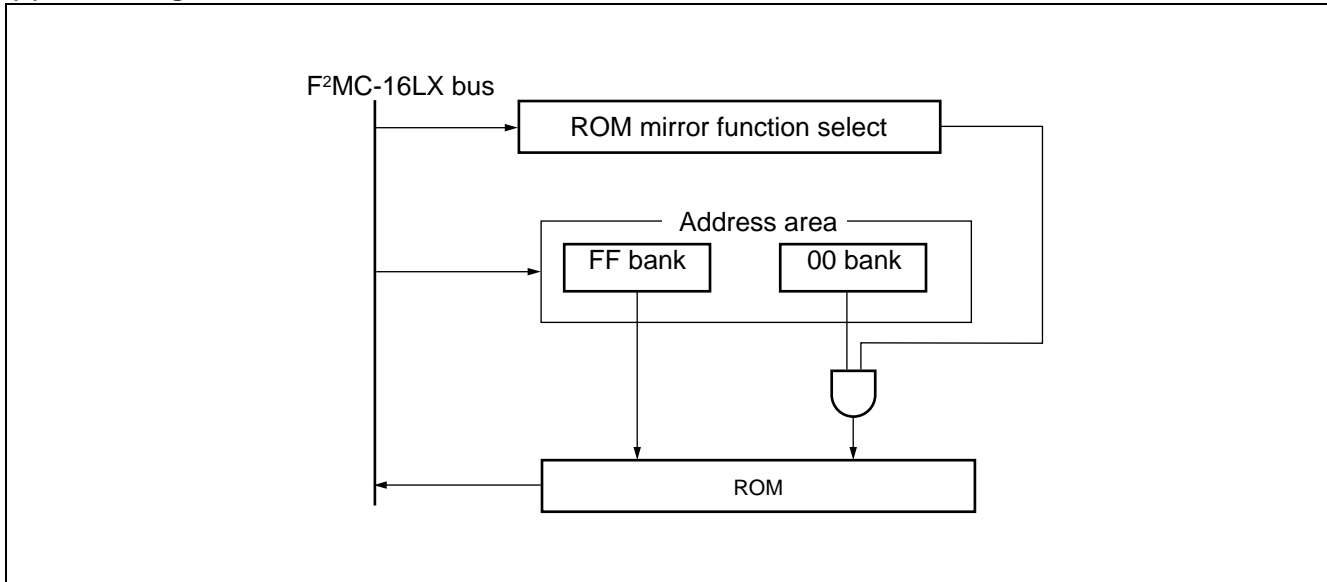 F²MC-16LX bus
ROM mirror function select
Address area
FF bank
00 bank
ROM